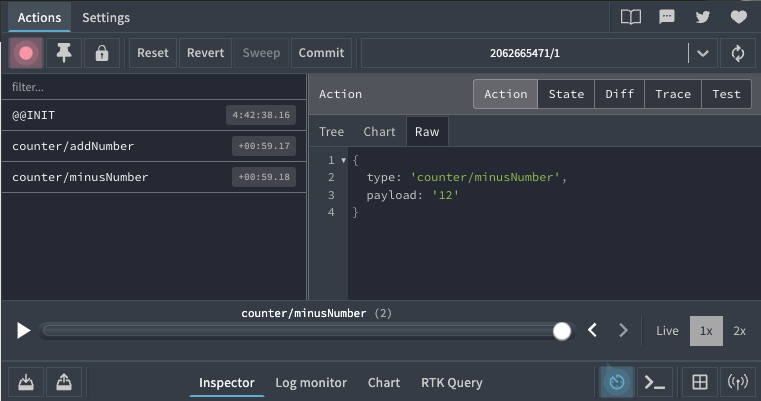 Actions Settings
Reset Revert Sweep Commit 2062665471/1
filter...
@@INIT 4:42:38.16
counter/addNumber +00:59.17
counter/minusNumber +00:59.18
Action Action State Diff Trace Test
Tree Chart Raw
1 {
2 type: 'counter/minusNumber',
3 payload: '12'
4 }
counter/minusNumber (2)
Live 1x 2x
Inspector Log monitor Chart RTK Query